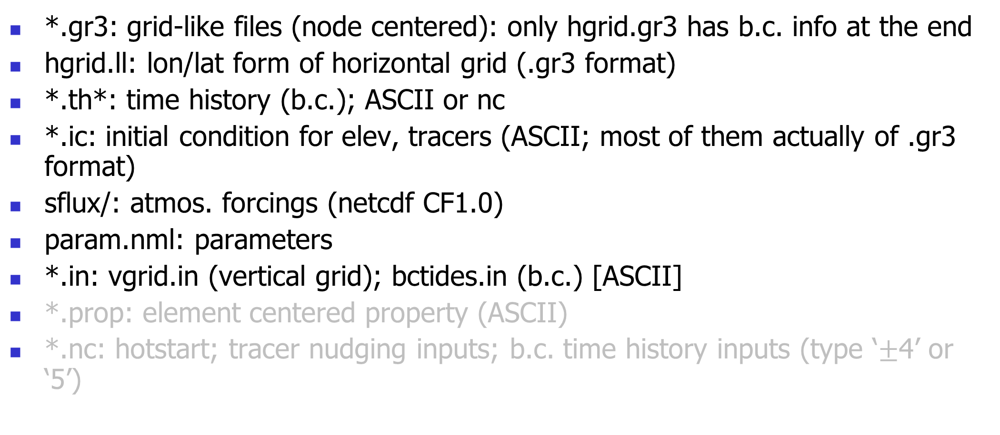 ▪ *.gr3: grid-like files (node centered): only hgrid.gr3 has b.c. info at the end
▪ hgrid.ll: lon/lat form of horizontal grid (.gr3 format)
▪ *.th*: time history (b.c.); ASCII or nc
▪ *.ic: initial condition for elev, tracers (ASCII; most of them actually of .gr3
format)
▪ sflux/: atmos. forcings (netcdf CF1.0)
▪ param.nml: parameters
▪ *.in: vgrid.in (vertical grid); bctides.in (b.c.) [ASCII]
▪ *.prop: element centered property (ASCII)
▪ *.nc: hotstart; tracer nudging inputs; b.c. time history inputs (type ‘±4’ or
‘5’)